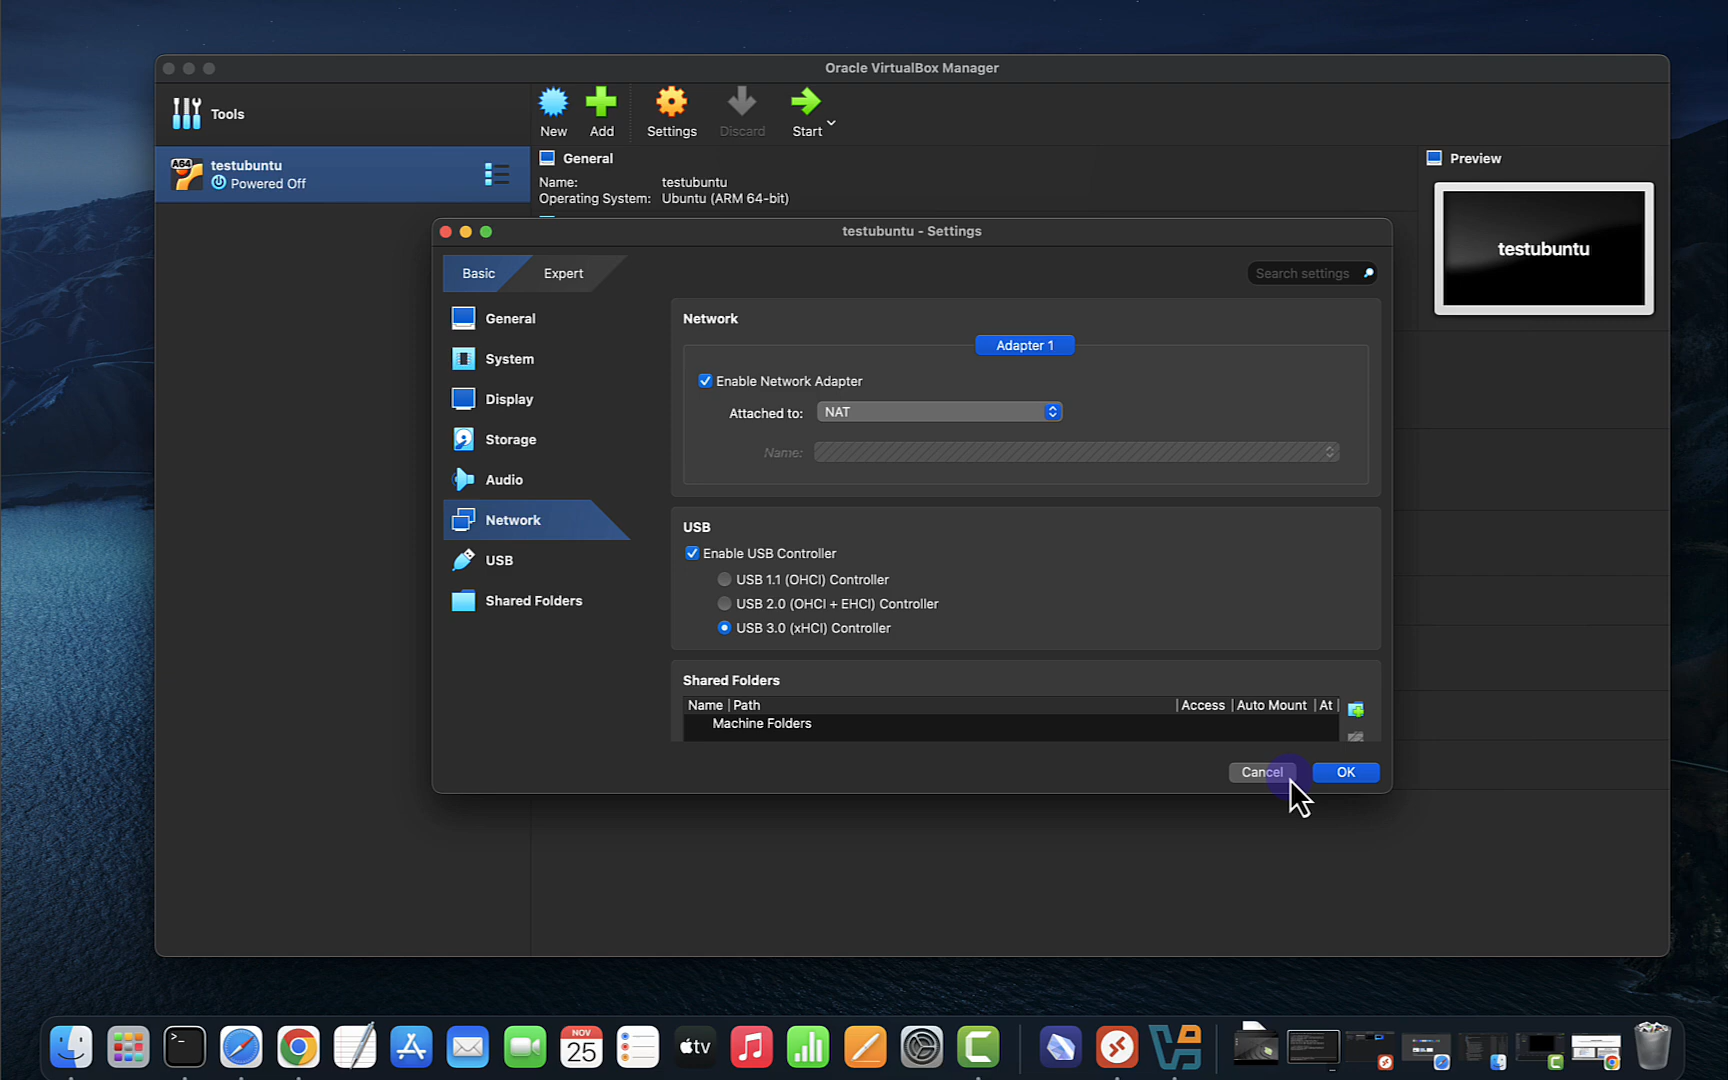 Oracle VirtualBox Manager
Tools
New
Add
Settings
Discard
Start
A64
testubuntu
Powered Off
General
Name: testubuntu
Operating System: Ubuntu (ARM 64-bit)
Preview
testubuntu
testubuntu - Settings
Basic
Expert
Search settings
General
System
Display
Storage
Audio
Network
USB
Shared Folders
Network
Adapter 1
Enable Network Adapter
Attached to: NAT
Name:
USB
Enable USB Controller
USB 1.1 (OHCI) Controller
USB 2.0 (OHCI + EHCI) Controller
USB 3.0 (xHCI) Controller
Shared Folders
Name Path Access Auto Mount At
Machine Folders
Cancel
OK
NOV
25
tv